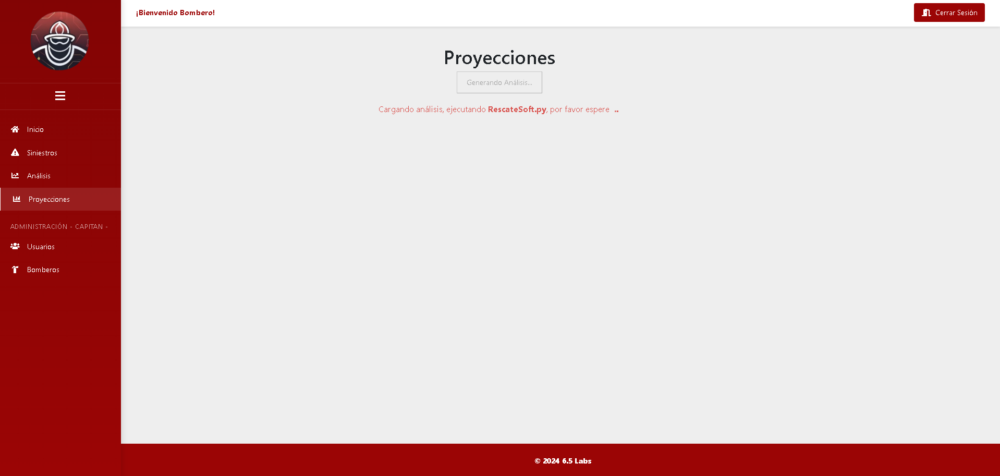 ¡Bienvenido Bombero!
Cerrar Sesión
Inicio
Siniestros
Análisis
Proyecciones
ADMINISTRACIÓN - CAPITAN -
Usuarios
Bomberos
Proyecciones
Generando Análisis...
Cargando análisis, ejecutando RescateSoft.py, por favor espere ..
© 2024 6.5 Labs